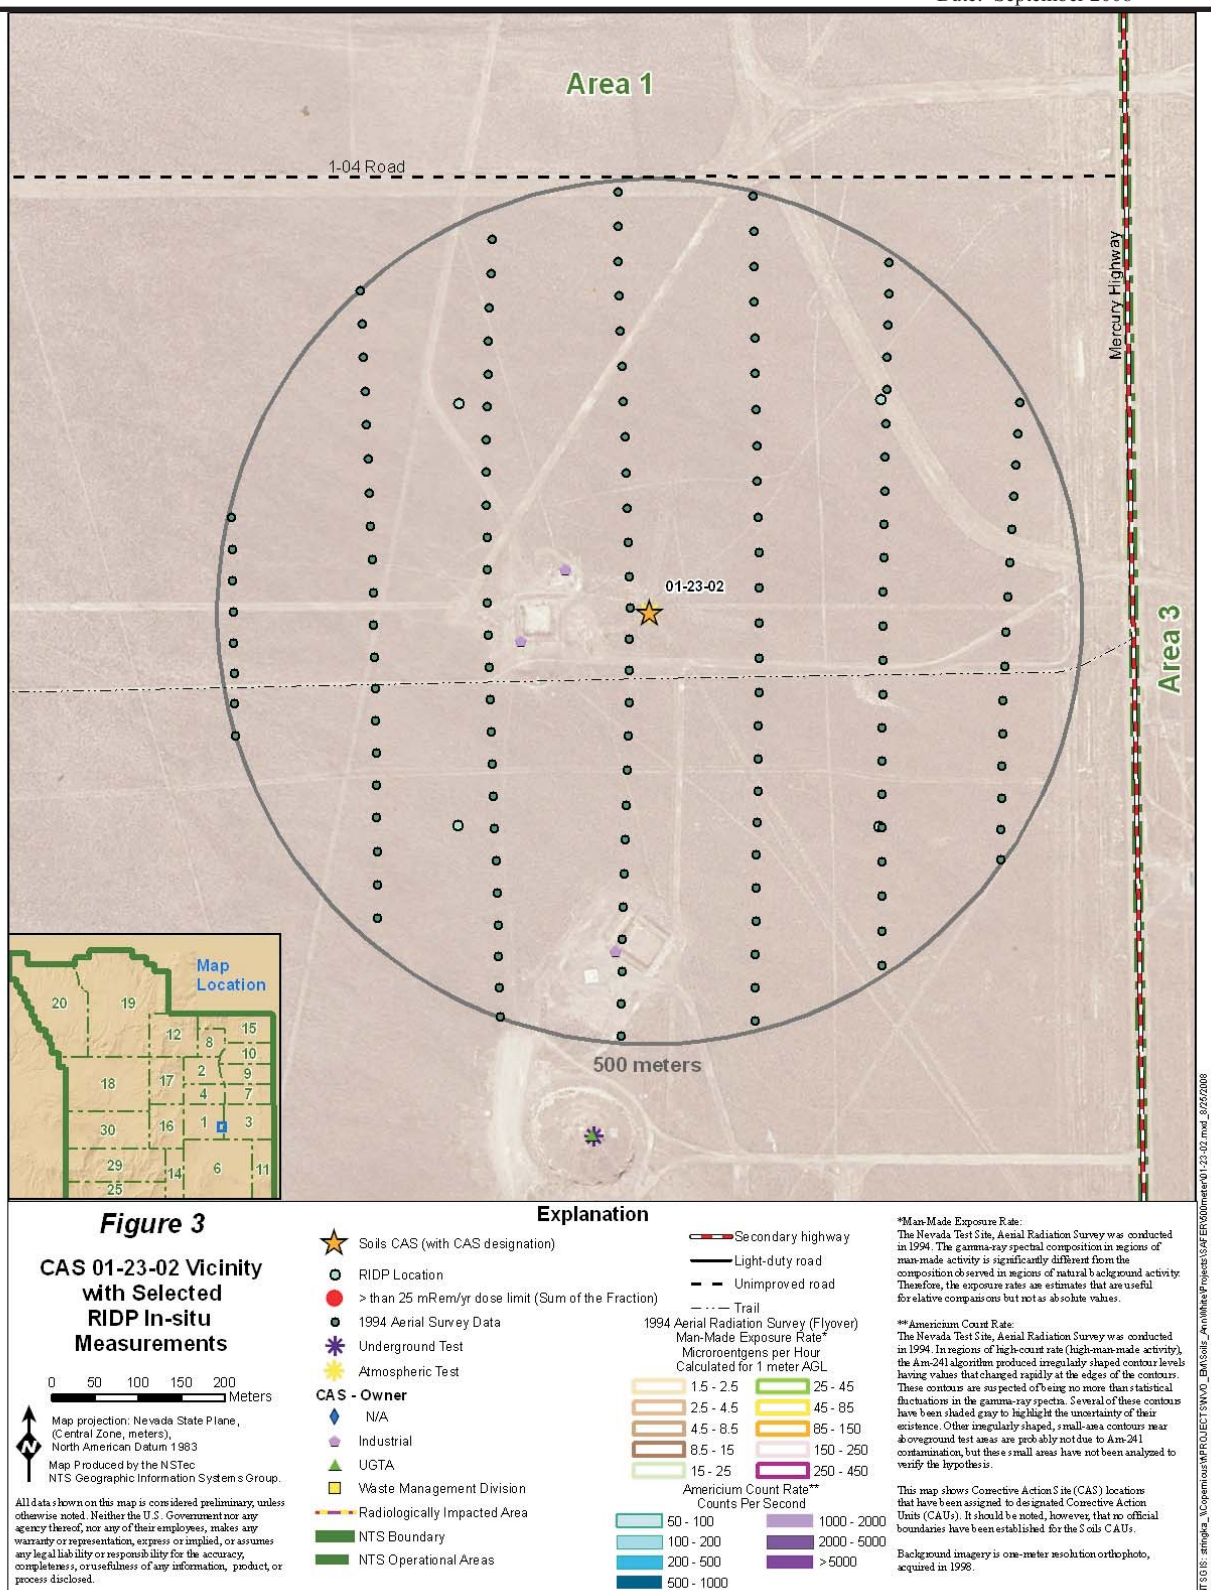 Date: September 2008
Area 1
1-04 Road
Mercury Highway
01-23-02
Area 3
500 meters
Map
Location
20
19
12
8
15
10
2
9
18
17
4
7
30
16
1
3
29
14
6
11
25
Figure 3
CAS 01-23-02 Vicinity
with Selected
RIDP In-situ
Measurements
0 50 100 150 200
Meters
N
Map projection: Nevada State Plane,
(Central Zone, meters),
North American Datum 1983
Map Produced by the NSTec
NTS Geographic Information Systems Group.
All data shown on this map is considered preliminary, unless
otherwise noted. Neither the U.S. Government nor any
agency thereof, nor any of their employees, makes any
warranty or representation, express or implied, or assumes
any legal liability or responsibility for the accuracy,
completeness, or usefulness of any information, product, or
process disclosed.
Explanation
Soils CAS (with CAS designation)
RIDP Location
> than 25 mRem/yr dose limit (Sum of the Fraction)
1994 Aerial Survey Data
Underground Test
Atmospheric Test
CAS - Owner
N/A
Industrial
UGTA
Waste Management Division
Radiologically Impacted Area
NTS Boundary
NTS Operational Areas
Secondary highway
Light-duty road
Unimproved road
Trail
1994 Aerial Radiation Survey (Flyover)
Man-Made Exposure Rate*
Microroentgens per Hour
Calculated for 1 meter AGL
1.5 - 2.5
25 - 45
2.5 - 4.5
45 - 85
4.5 - 8.5
85 - 150
8.5 - 15
150 - 250
15 - 25
250 - 450
Americium Count Rate**
Counts Per Second
50 - 100
1000 - 2000
100 - 200
2000 - 5000
200 - 500
>5000
500 - 1000
*Man-Made Exposure Rate:
The Nevada Test Site, Aerial Radiation Survey was conducted
in 1994. The gamma-ray spectral composition in regions of
man-made activity is significantly different from the
composition observed in regions of natural background activity.
Therefore, the exposure rates are estimates that are useful
for relative comparisons but not as absolute values.
**Americium Count Rate:
The Nevada Test Site, Aerial Radiation Survey was conducted
in 1994. In regions of high-count rate (high-man-made activity),
the Am-241 algorithm produced irregularly shaped contour levels
having values that changed rapidly at the edges of the contours.
These contours are suspected of being no more than statistical
fluctuations in the gamma-ray spectra. Several of these contours
have been shaded gray to highlight the uncertainty of their
existence. Other irregularly shaped, small-area contours near
aboveground test areas are probably not due to Am-241
contamination, but these small areas have not been analyzed to
verify the hypothesis.
This map shows Corrective Action Site (CAS) locations
that have been assigned to designated Corrective Action
Units (CAUs). It should be noted, however, that no official
boundaries have been established for the Soils CAUs.
Background imagery is one-meter resolution orthophoto,
acquired in 1998.